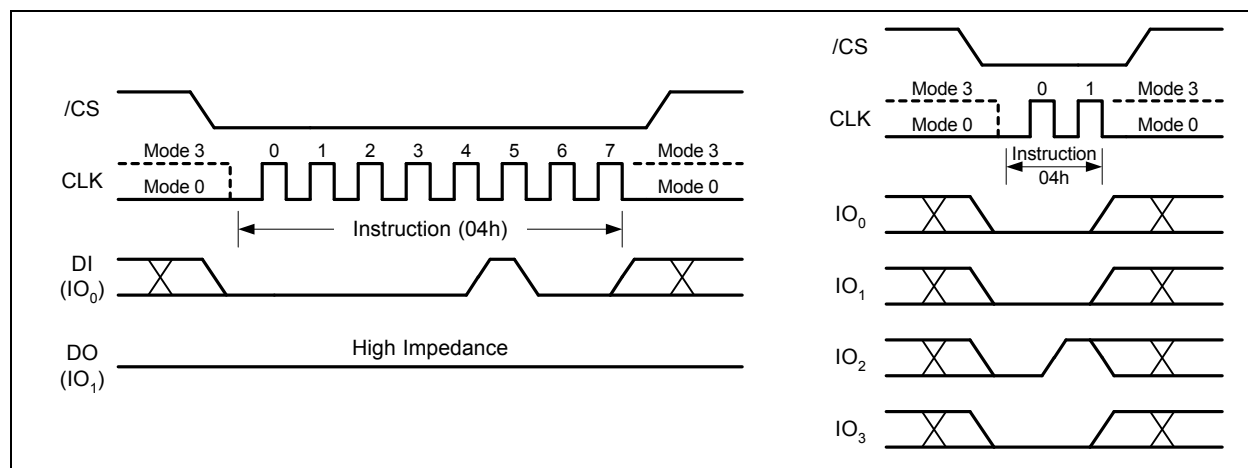 /CS
Mode 3 0 1 2 3 4 5 6 7 Mode 3
CLK
Mode 0 Mode 0
Instruction (04h)
DI
(IO0)
High Impedance
DO
(IO1)
/CS
Mode 3 0 1 Mode 3
CLK
Mode 0 Mode 0
Instruction
04h
IO0
IO1
IO2
IO3